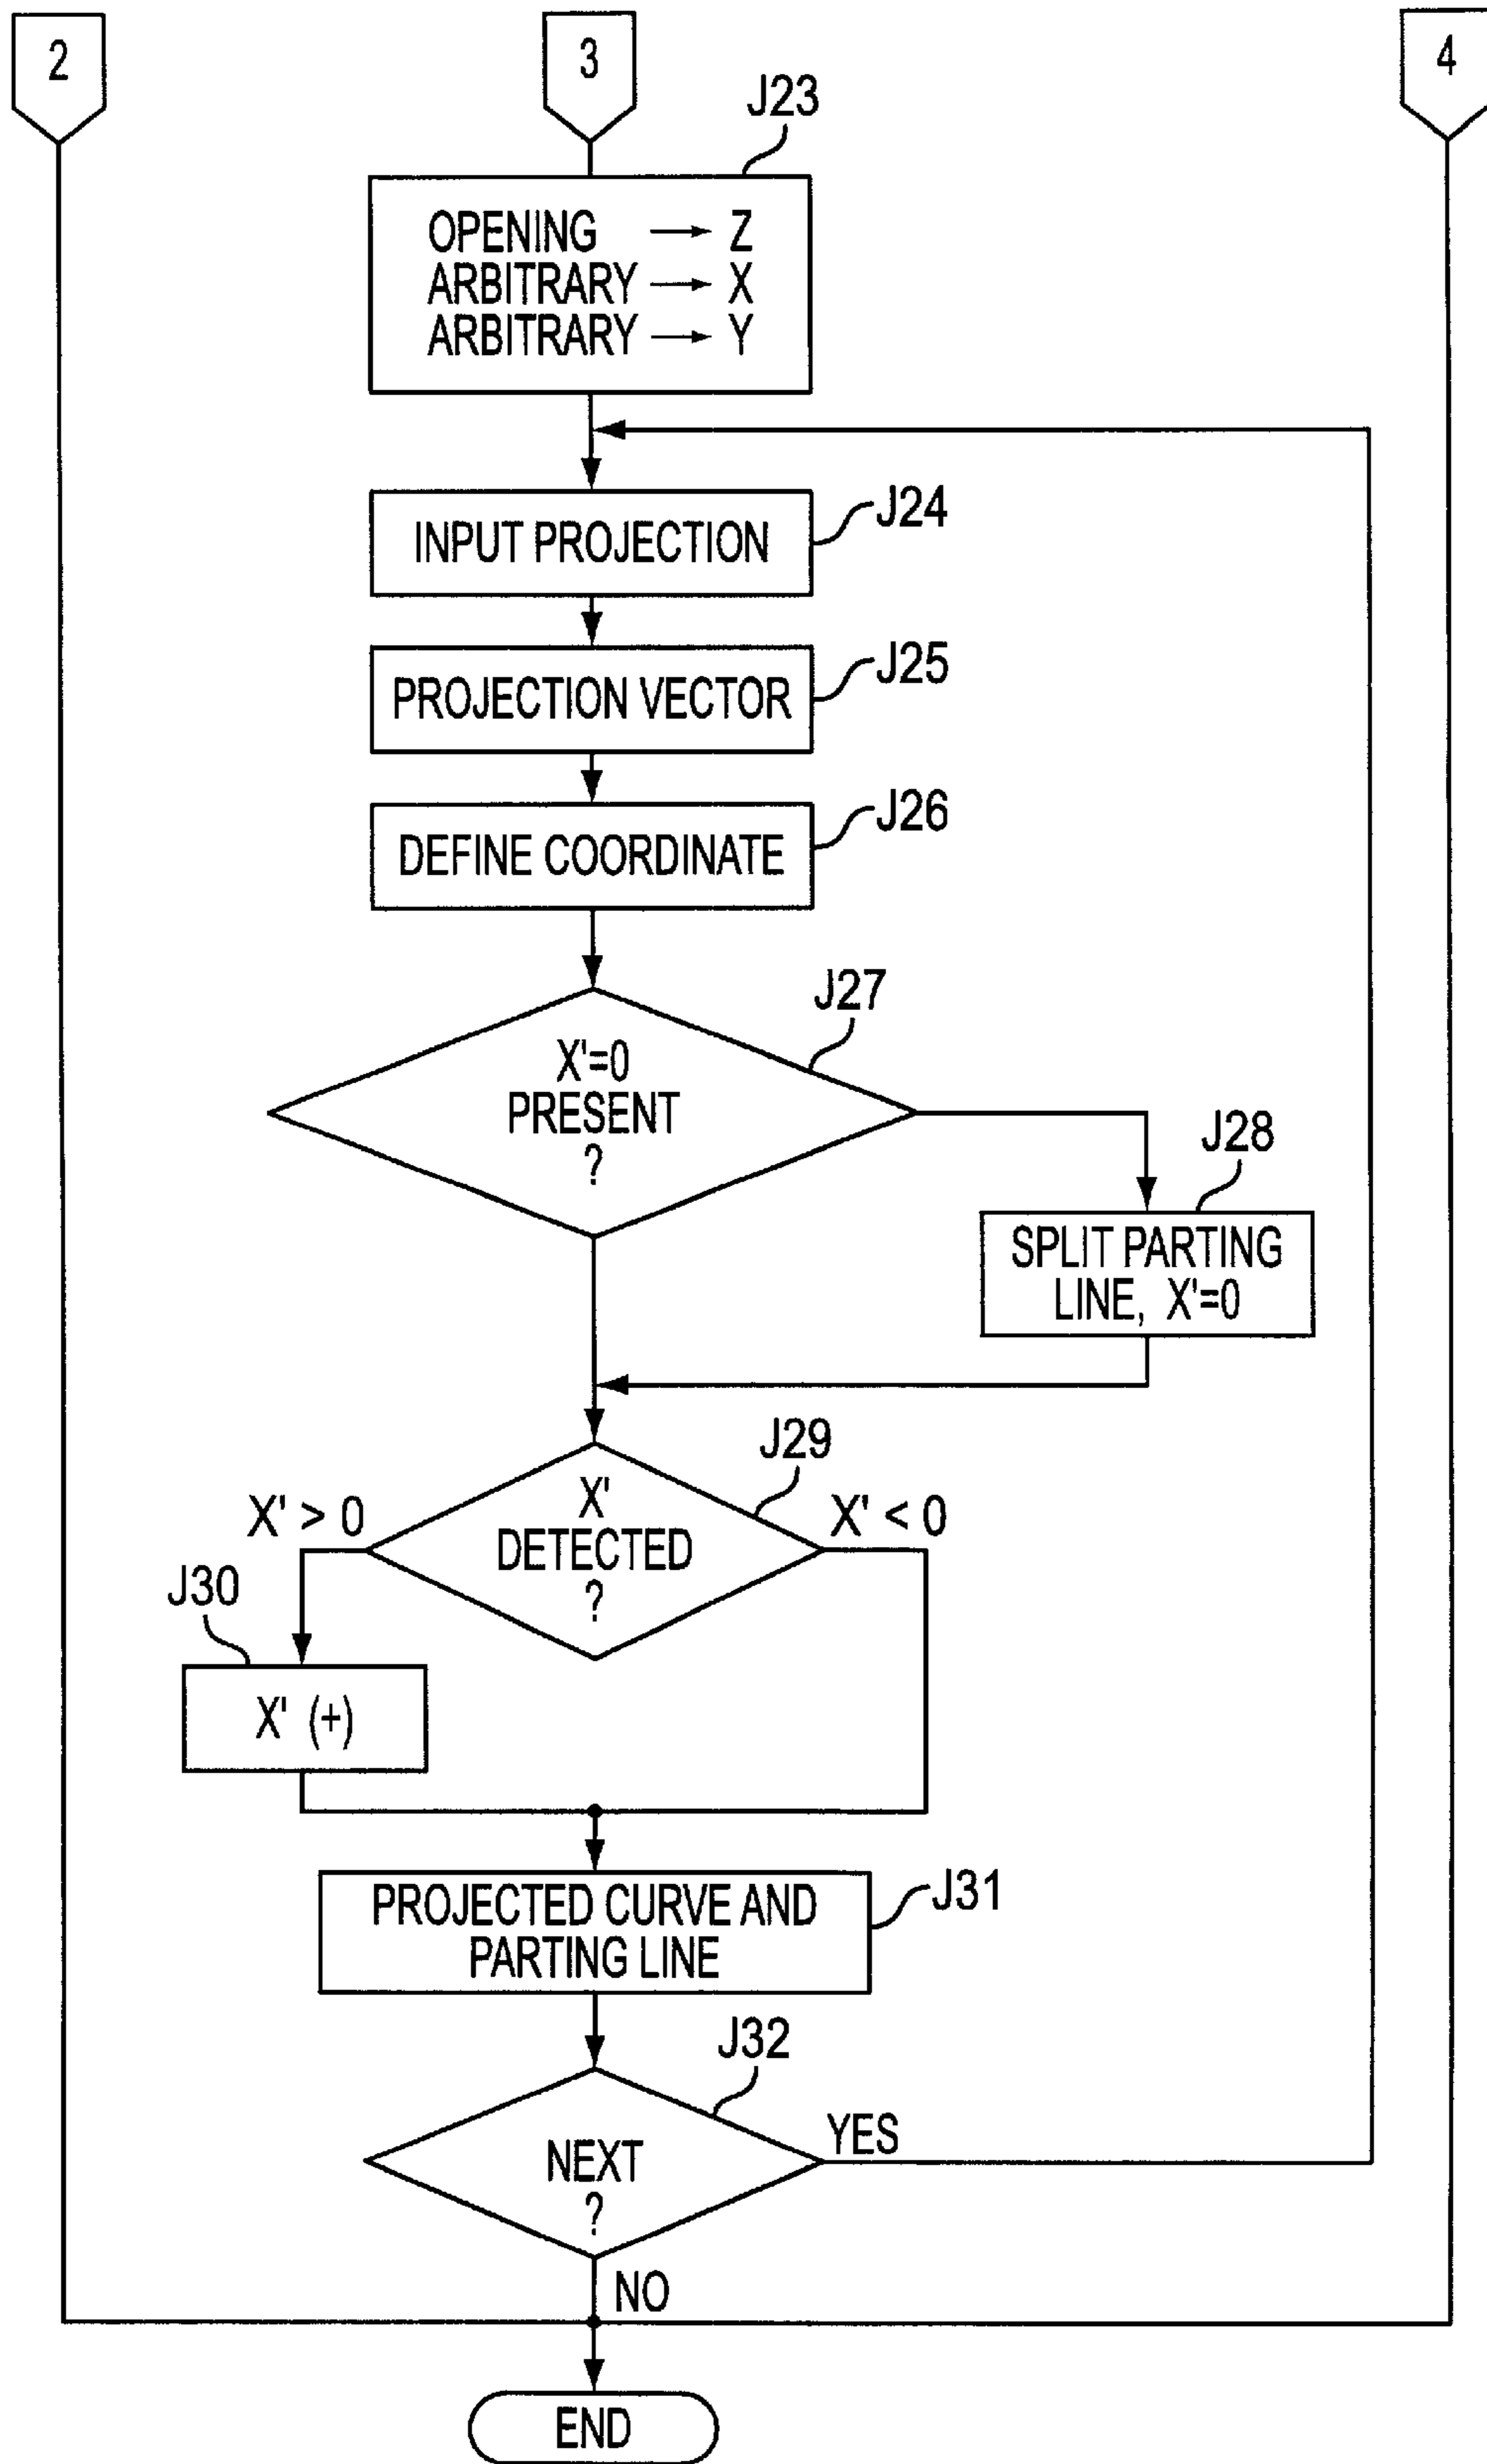 2
3
4
J23
OPENING → Z
ARBITRARY → X
ARBITRARY → Y
J24
INPUT PROJECTION
J25
PROJECTION VECTOR
J26
DEFINE COORDINATE
J27
X'=0
PRESENT
?
J28
SPLIT PARTING
LINE, X'=0
J29
X'
DETECTED
?
X' > 0
X' < 0
J30
X' (+)
J31
PROJECTED CURVE AND
PARTING LINE
J32
NEXT
?
YES
NO
END